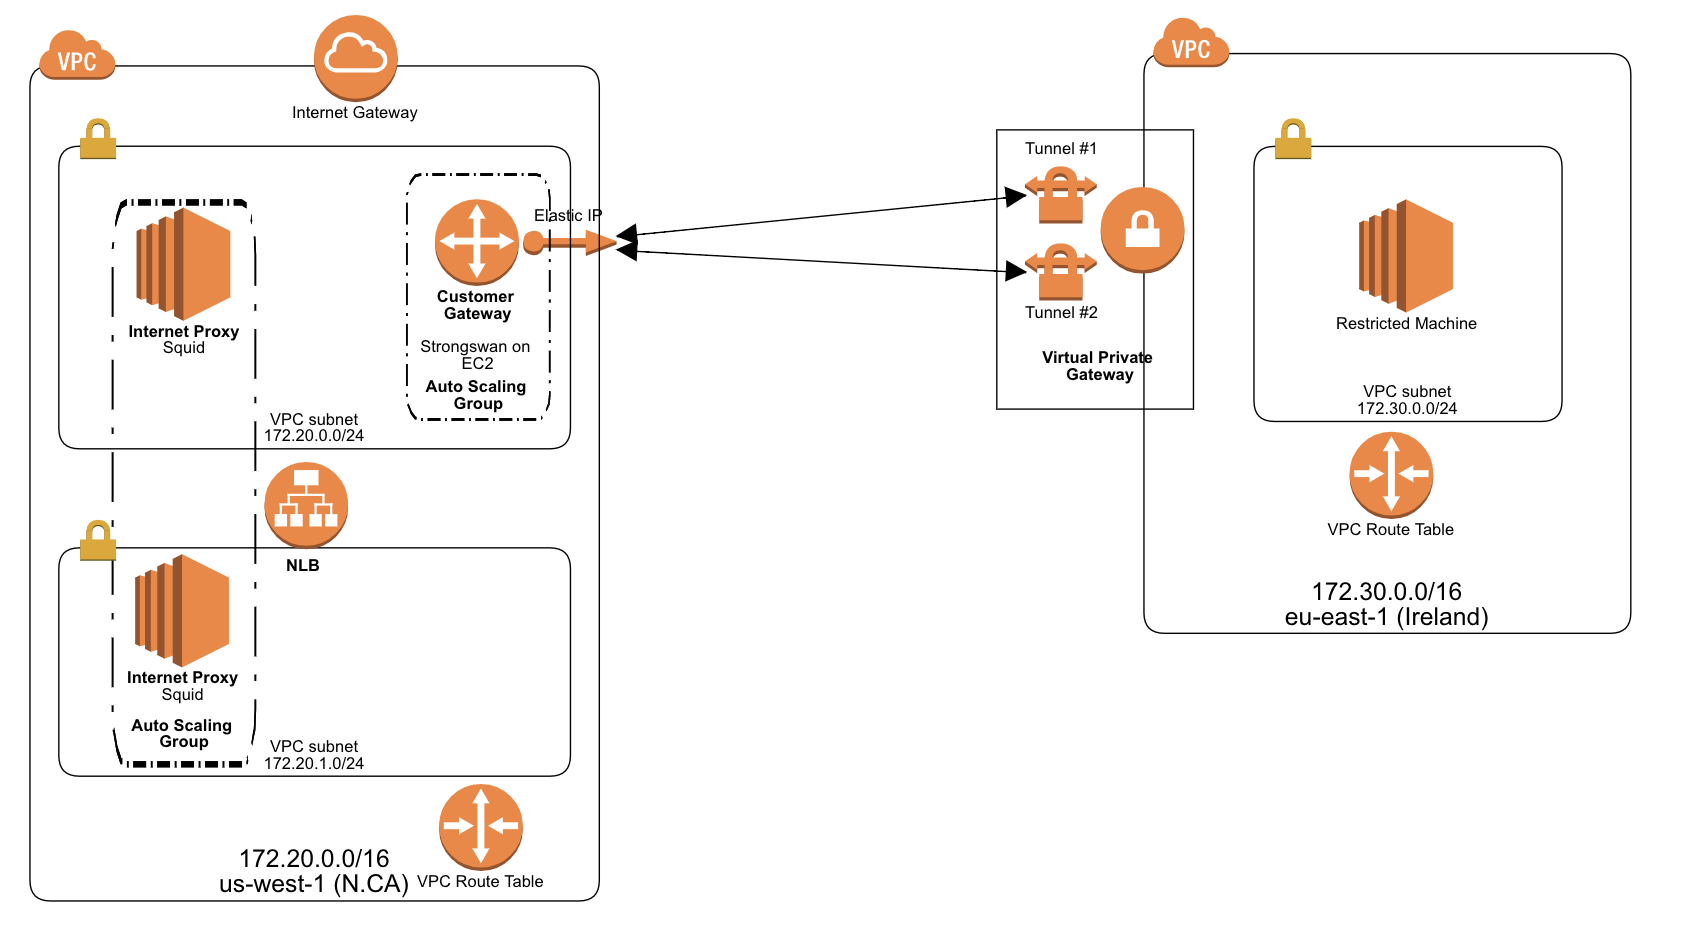 VPC
Internet Gateway
Elastic IP
Customer
Gateway
Strongswan on
EC2
Auto Scaling
Group
Internet Proxy
Squid
VPC subnet
172.20.0.0/24
NLB
Internet Proxy
Squid
Auto Scaling
Group
VPC subnet
172.20.1.0/24
172.20.0.0/16
us-west-1 (N.CA)
VPC Route Table
Tunnel #1
Tunnel #2
Virtual Private
Gateway
VPC
Restricted Machine
VPC subnet
172.30.0.0/24
VPC Route Table
172.30.0.0/16
eu-east-1 (Ireland)